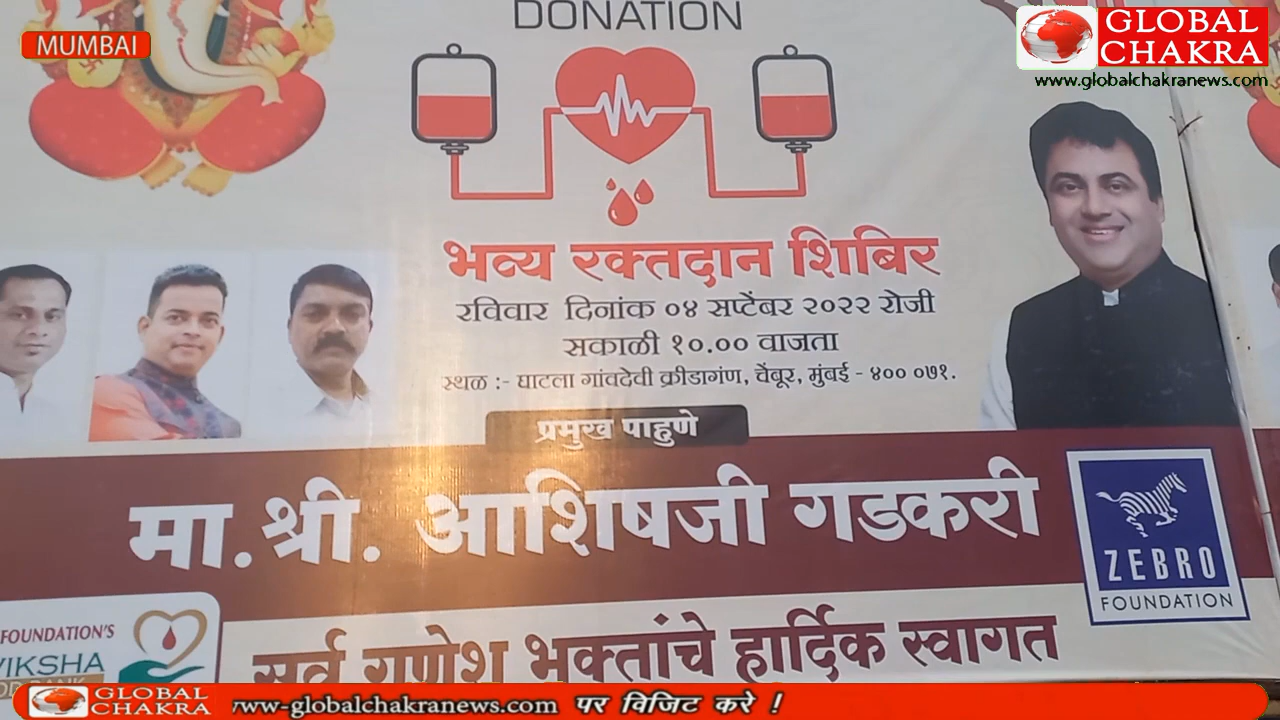 DONATION
MUMBAI
GLOBAL
CHAKRA
www.globalchakranews.com
भव्य रक्तदान शिबिर
रविवार दिनांक ०४ सप्टेंबर २०२२ रोजी
सकाळी १०.०० वाजता
स्थळ :- घाटला गांवदेवी क्रीडागंण, चेंबूर, मुंबई - ४०० ०७१.
प्रमुख पाहुणे
मा. श्री. आशिषजी गडकरी
ZEBRO
FOUNDATION
FOUNDATION'S
VIKSHA
सर्व गणेश भक्तांचे हार्दिक स्वागत
GLOBAL
CHAKRA
www-globalchakranews.com पर विजिट करे !